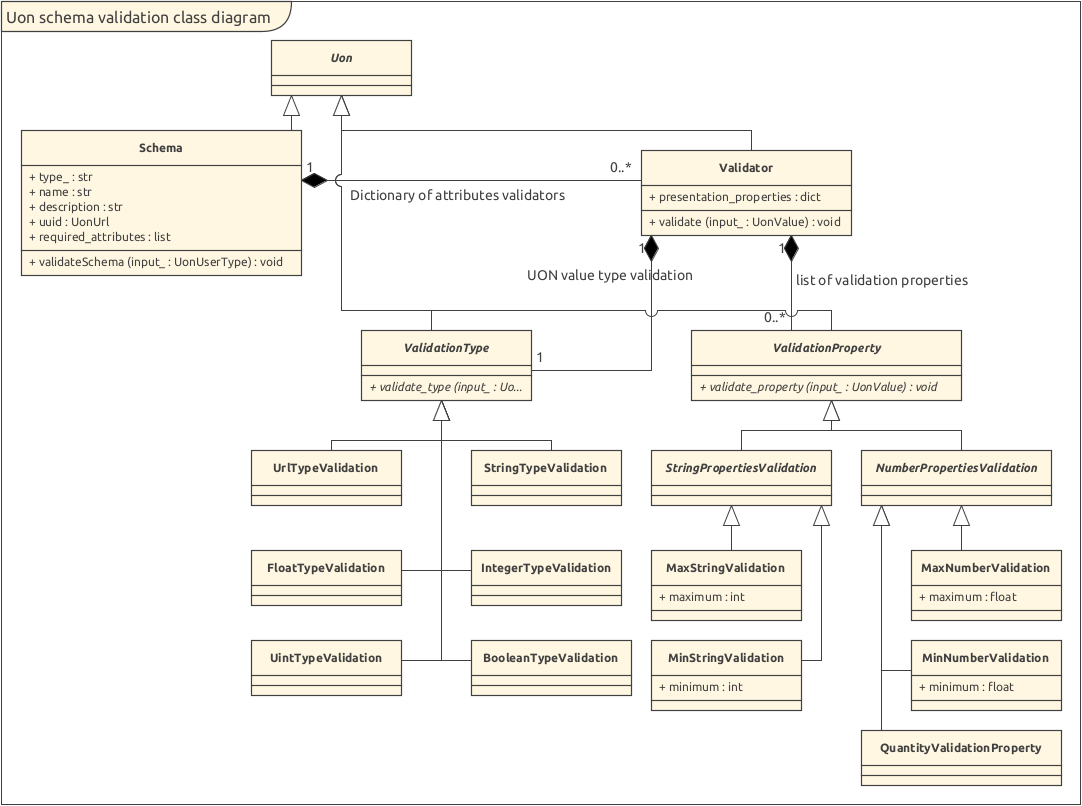 Uon schema validation class diagram
Uon
Schema
+ type_ : str
+ name : str
+ description : str
+ uuid : UonUrl
+ required_attributes : list
+ validateSchema (input_ : UonUserType) : void
1
0..*
Dictionary of attributes validators
Validator
+ presentation_properties : dict
+ validate (input_ : UonValue) : void
1
1
UON value type validation
list of validation properties
0..*
ValidationType
+ validate_type (input_ : Uo...
1
ValidationProperty
+ validate_property (input_ : UonValue) : void
UrlTypeValidation
StringTypeValidation
StringPropertiesValidation
NumberPropertiesValidation
FloatTypeValidation
IntegerTypeValidation
MaxStringValidation
+ maximum : int
MaxNumberValidation
+ maximum : float
UintTypeValidation
BooleanTypeValidation
MinStringValidation
+ minimum : int
MinNumberValidation
+ minimum : float
QuantityValidationProperty